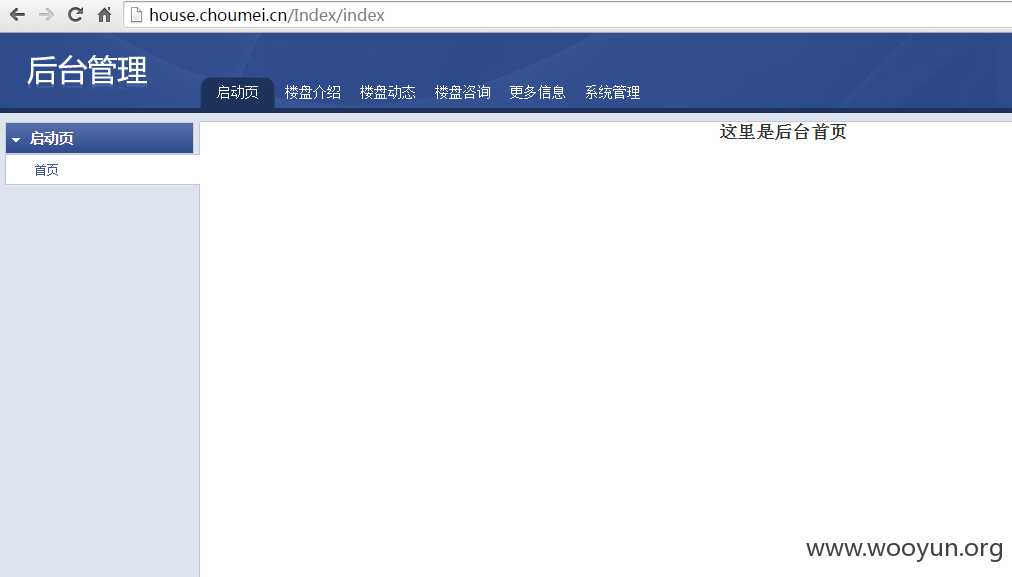 house.choumei.cn/Index/index
后台管理
启动页 楼盘介绍 楼盘动态 楼盘咨询 更多信息 系统管理
启动页
首页
这里是后台首页
www.wooyun.org